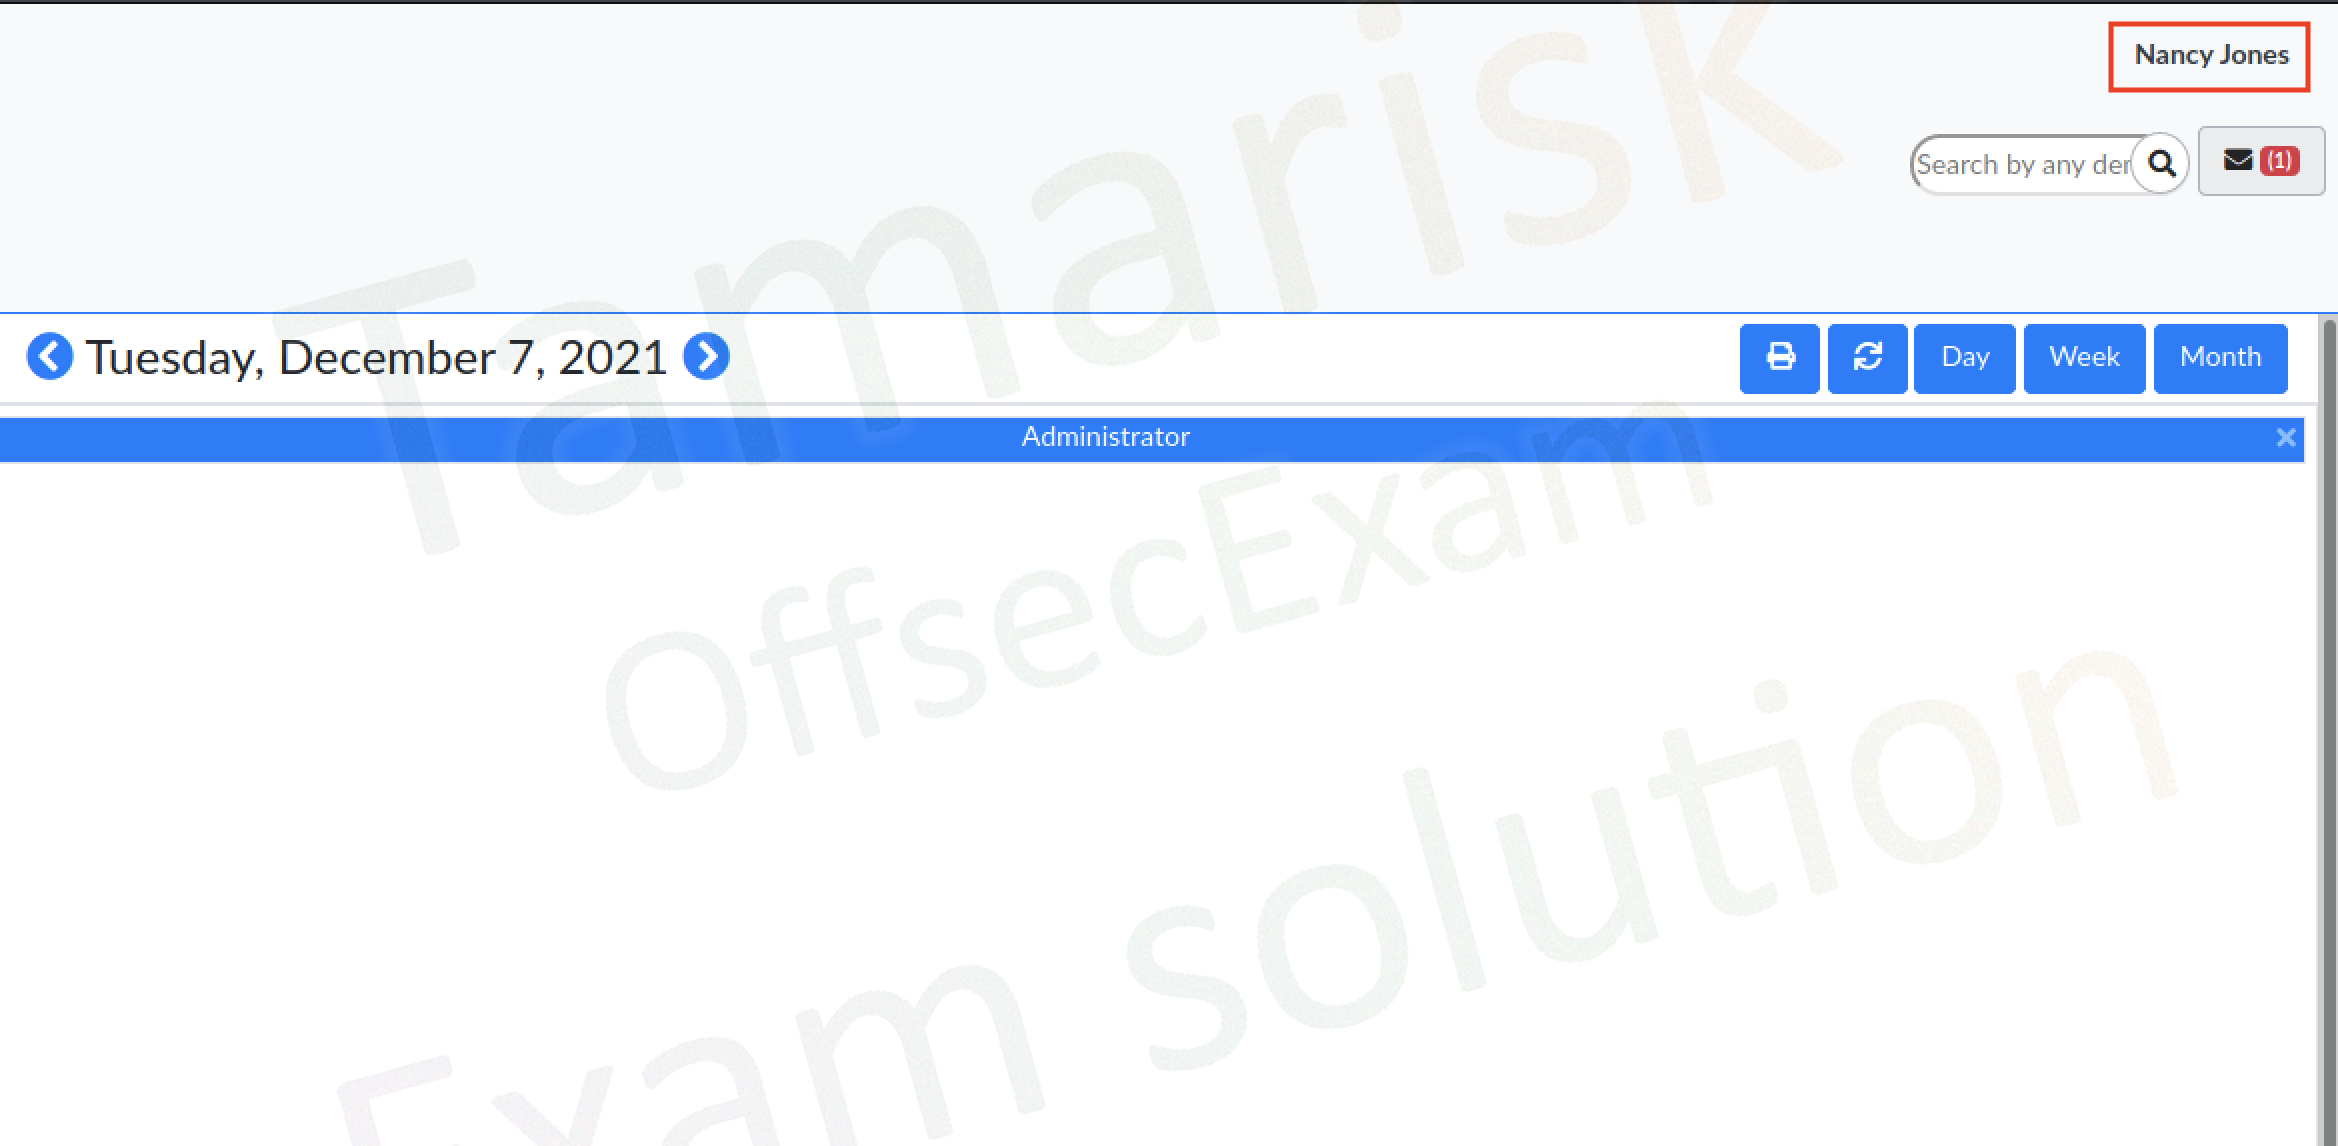 Nancy Jones
Search by any der
(1)
Tuesday, December 7, 2021
Day
Week
Month
Administrator
Tamarisk
OffsecExam
Exam solution